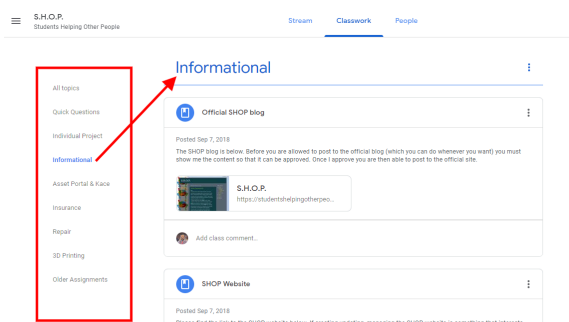 S.H.O.P.
Students Helping Other People
Stream Classwork People
All topics
Quick Questions
Individual Project
Informational
Asset Portal & Kace
Insurance
Repair
3D Printing
Older Assignments
Informational
Official SHOP blog
Posted Sep 7, 2018
The SHOP blog is below. Before you are allowed to post to the official blog (which you can do whenever you want) you must
show me the content so that it can be approved. Once I approve you are then able to post to the official site.
S.H.O.P.
https://studentshelpingotherpeo...
Add class comment...
SHOP Website
Posted Sep 7, 2018